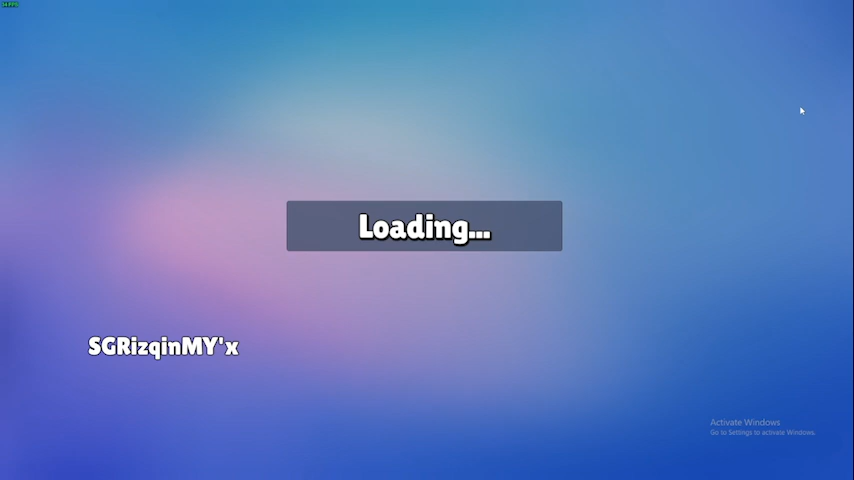 Loading...
SGRizqinMY'x
Activate Windows
Go to Settings to activate Windows.